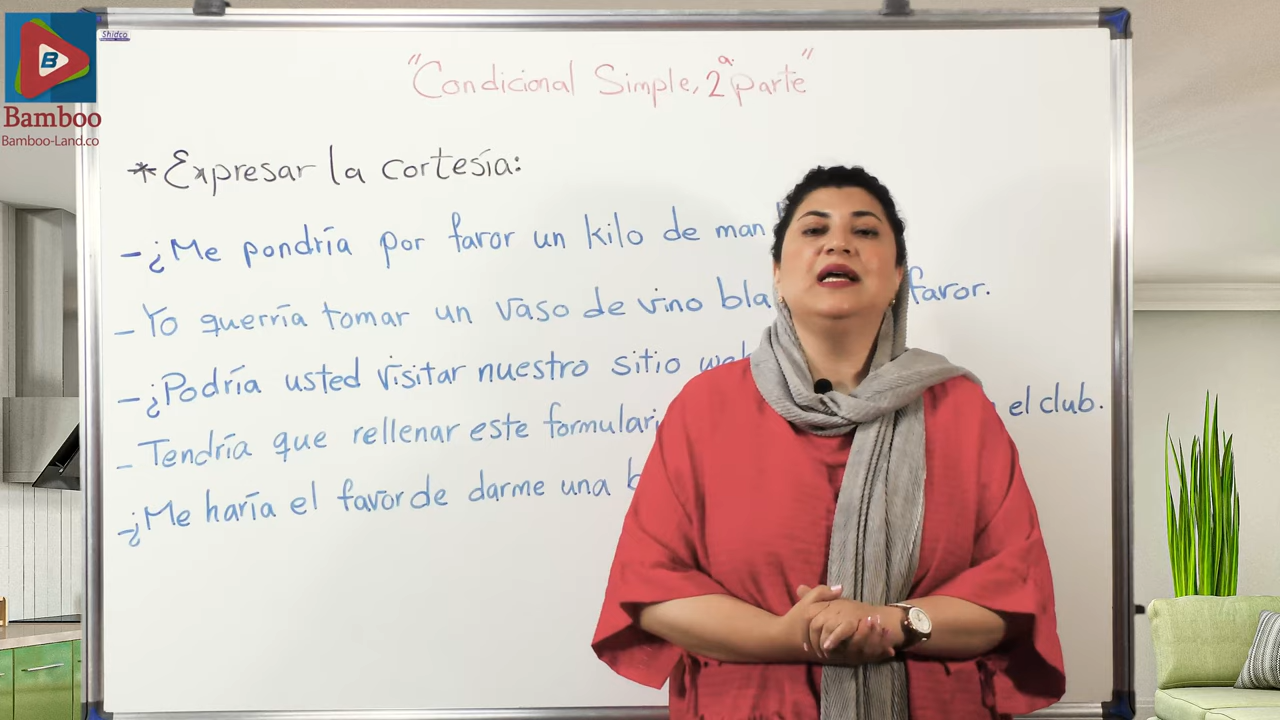 Shidco
B
Bamboo
Bamboo-Land.co
"Condicional Simple, 2ª parte"
* Expresar la cortesía:
- ¿Me pondría por favor un kilo de man
- Yo querría tomar un vaso de vino bla favor.
- ¿Podría usted visitar nuestro sitio web
- Tendría que rellenar este formulari el club.
- ¿Me haría el favor de darme una b